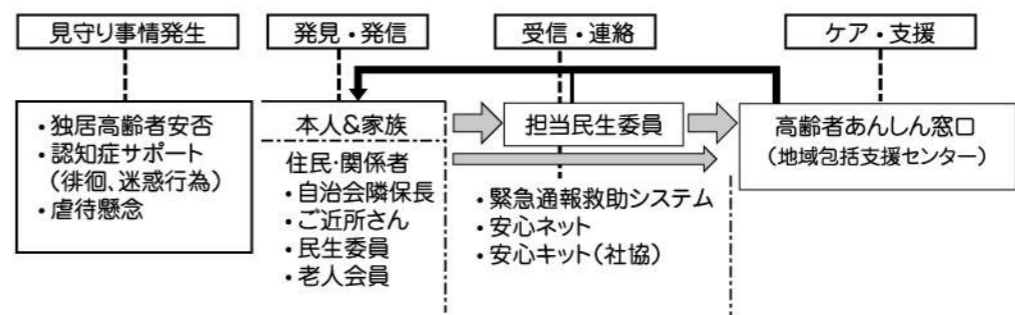 見守り事情発生
発見・発信
受信・連絡
ケア・支援
・独居高齢者安否
・認知症サポート
（徘徊、迷惑行為）
・虐待懸念
本人&家族
住民・関係者
・自治会隣保長
・ご近所さん
・民生委員
・老人会員
担当民生委員
・緊急通報救助システム
・安心ネット
・安心キット（社協）
高齢者あんしん窓口
（地域包括支援センター）